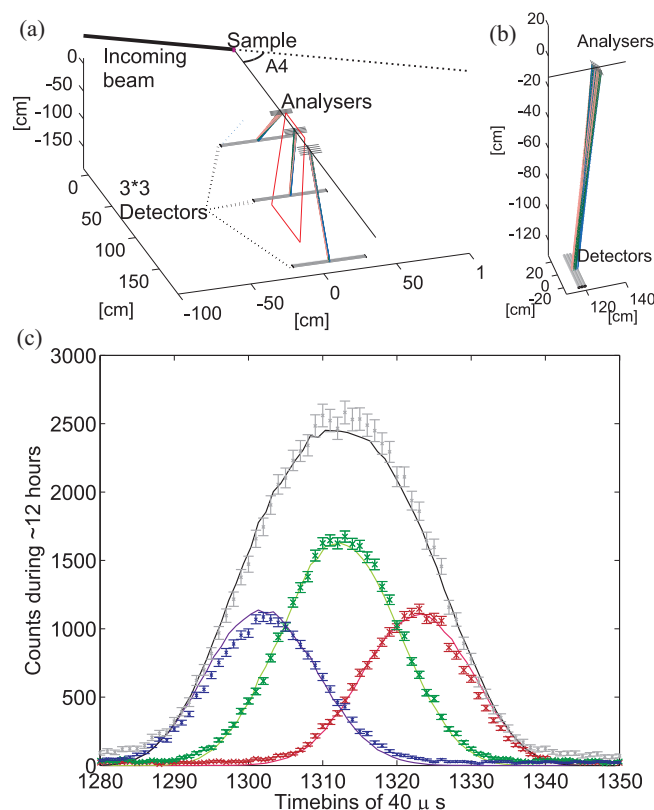 (a)
Sample
Incoming
beam
A4
Analysers
3*3
Detectors
[cm]
0
-50
-100
-150
0
50
100
150
[cm]
-100
-50
0
50
1
[cm]
(b)
20
0
-20
-40
-60
-80
-100
-120
[cm]
Analysers
Detectors
20
0
-20
[cm]
120
140
[cm]
(c)
Counts during ~12 hours
3000
2500
2000
1500
1000
500
0
1280
1290
1300
1310
1320
1330
1340
1350
Timebins of 40 μ s